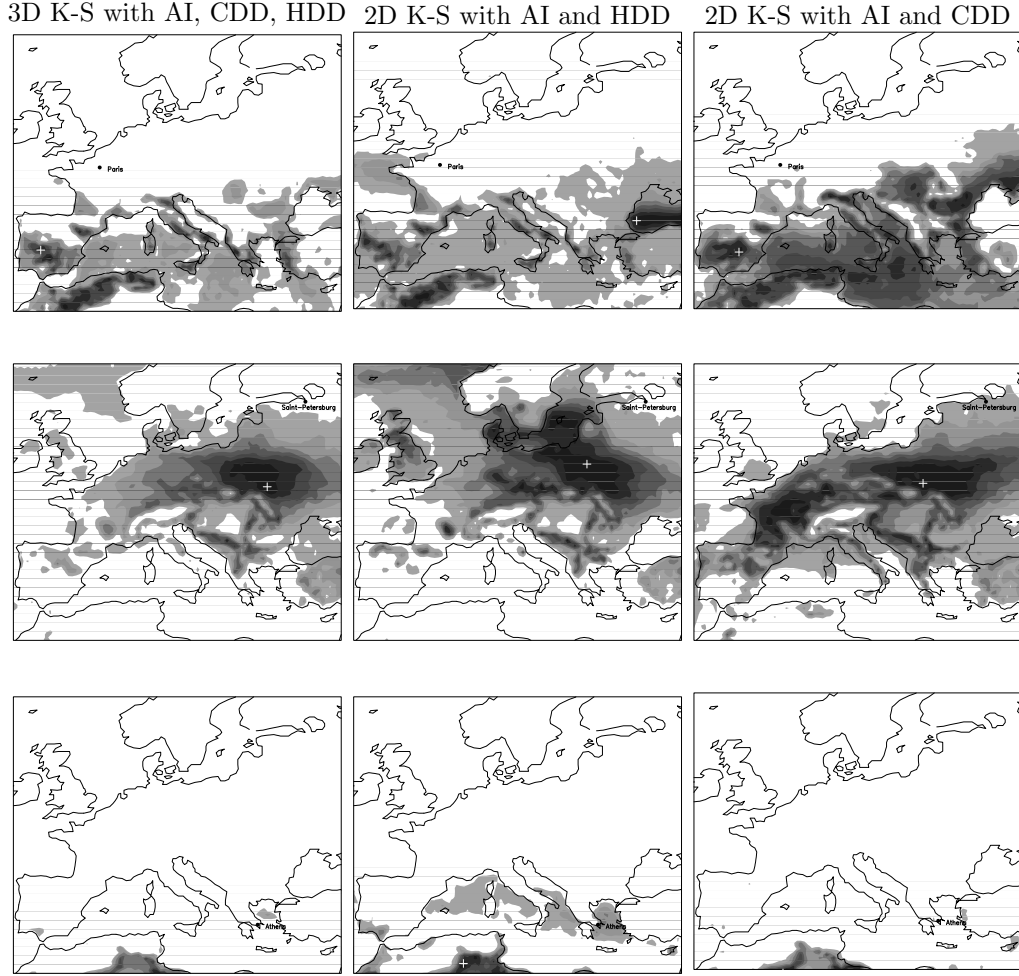 3D K-S with AI, CDD, HDD 2D K-S with AI and HDD 2D K-S with AI and CDD
Paris Paris Paris
Saint-Petersburg Saint-Petersburg Saint-Petersburg
Athens Athens Athens